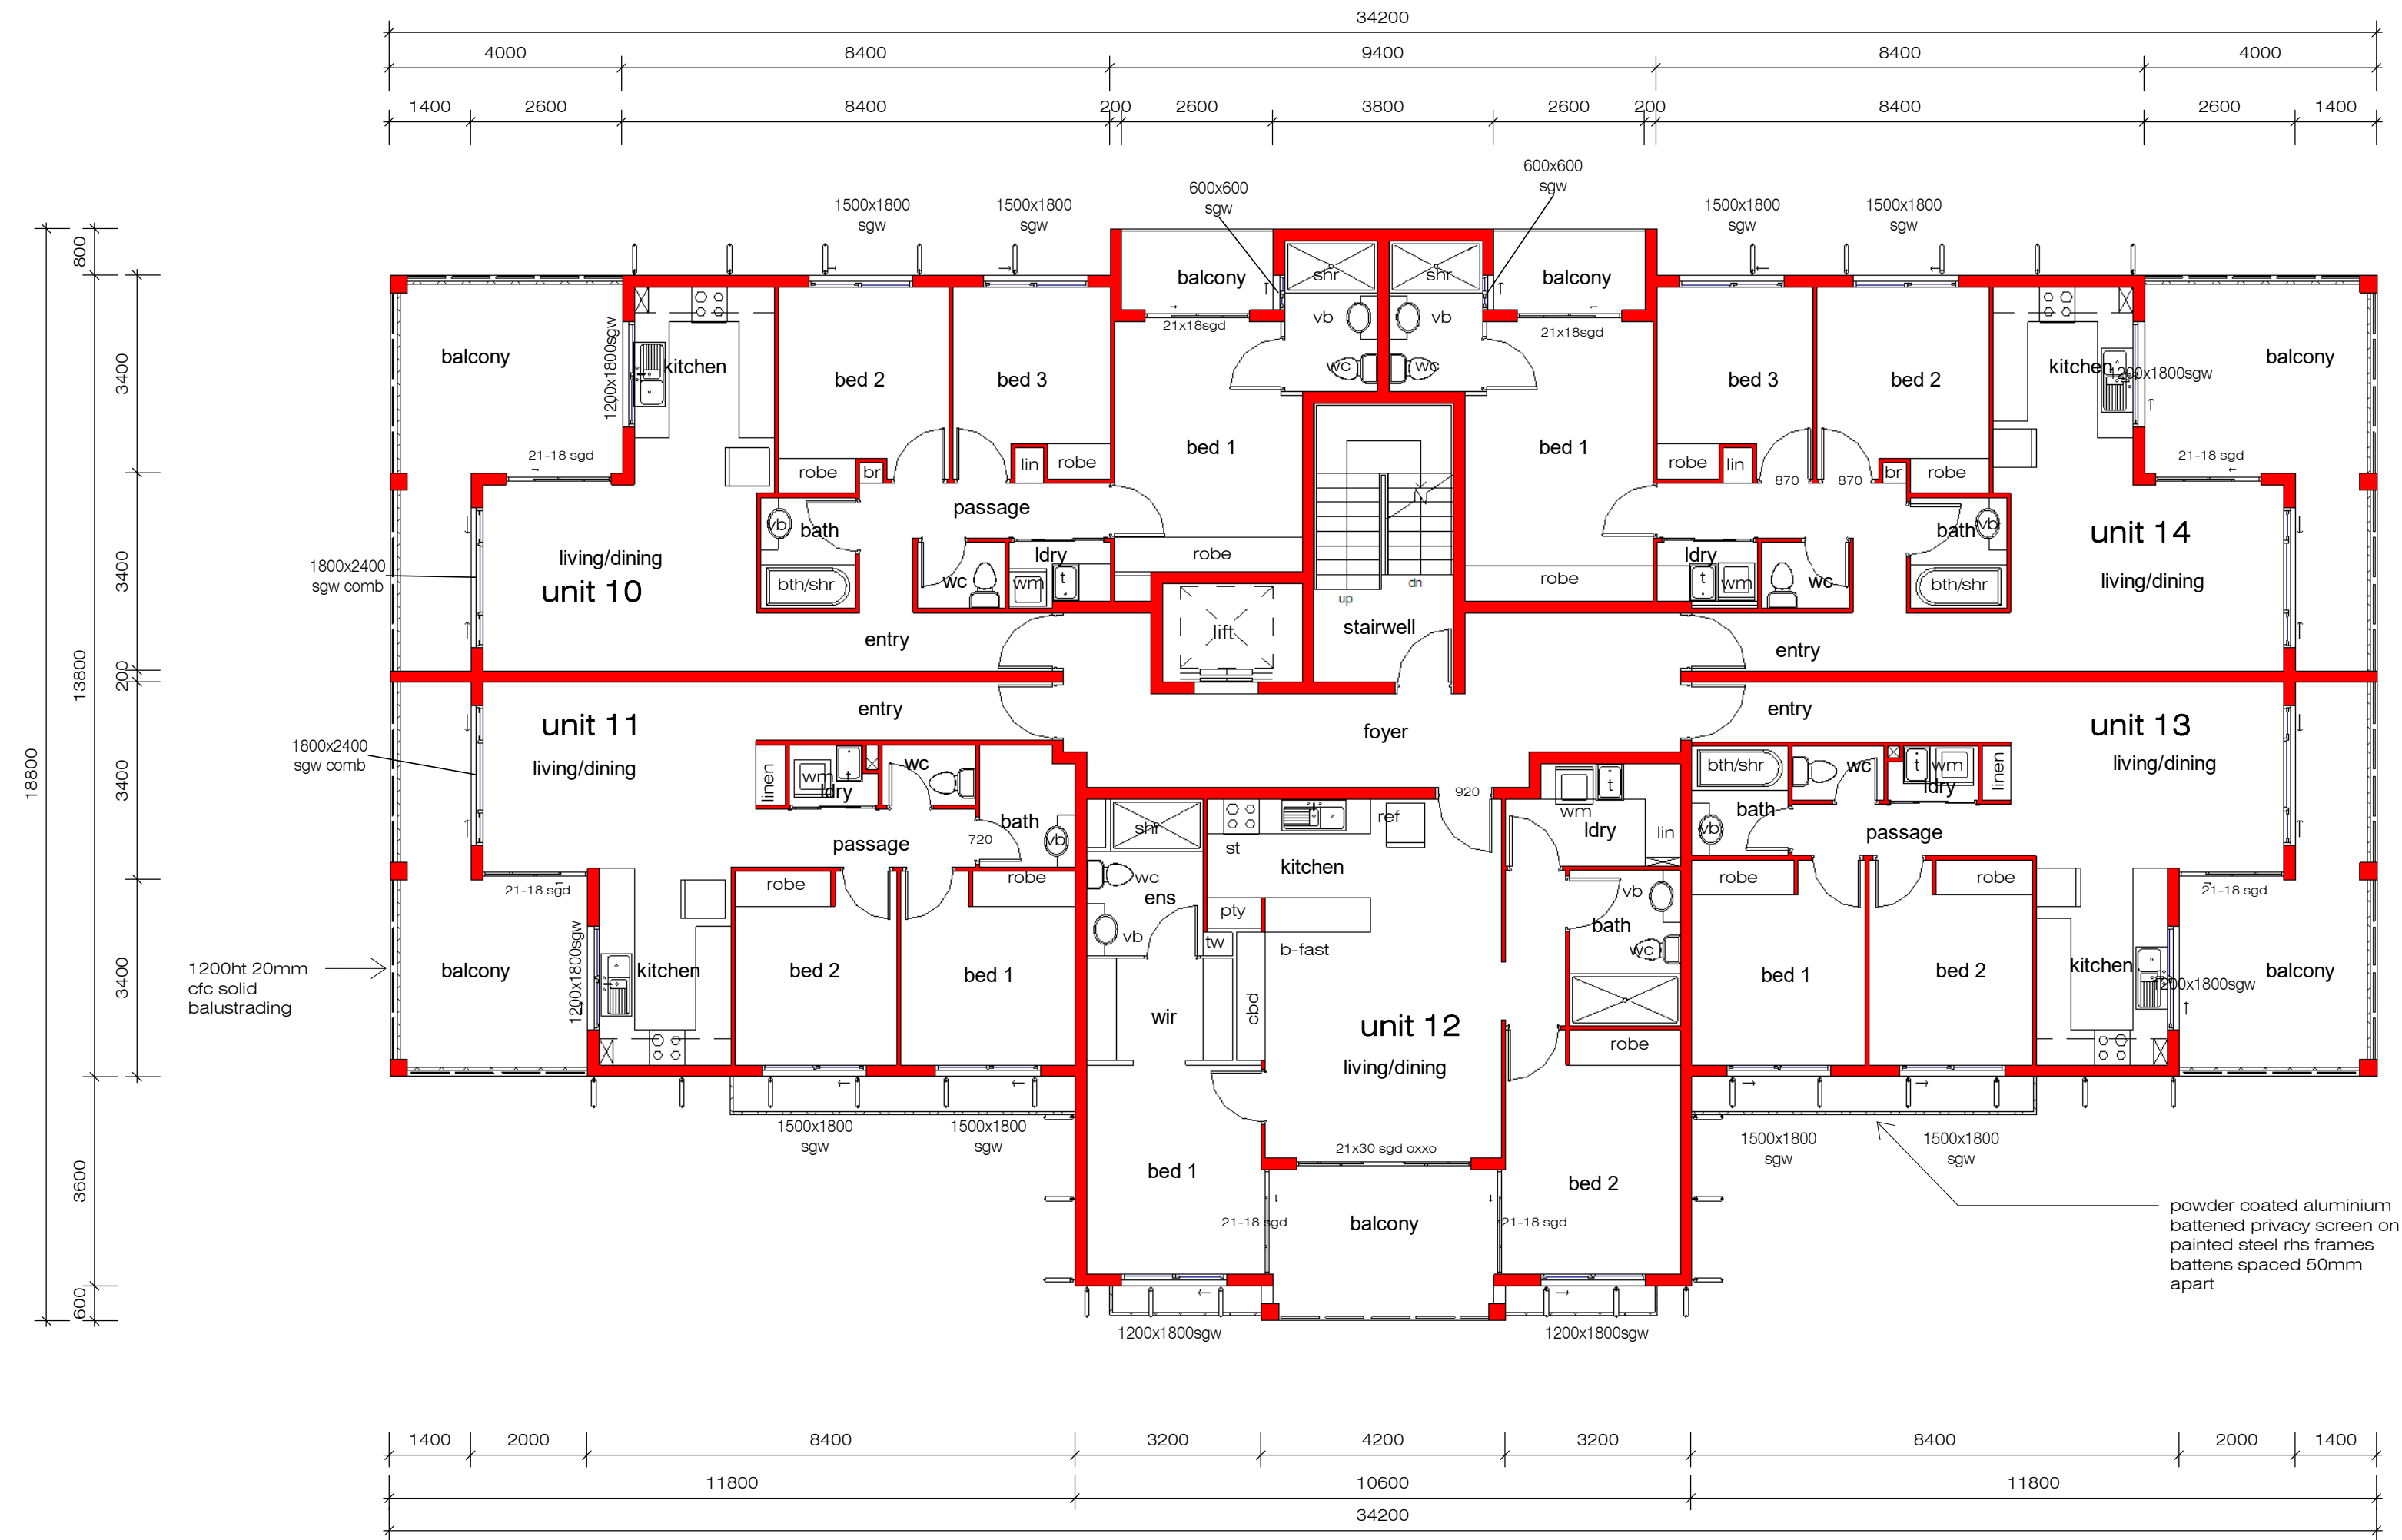 34200
4000 8400 9400 8400 4000
1400 2600 8400 200 2600 3800 2600 200 8400 2600 1400
600x600
sgw
600x600
sgw
1500x1800
sgw
1500x1800
sgw
1500x1800
sgw
1500x1800
sgw
800
3400
3400
200
3400
3400
13800
18800
3600
600
balcony
1200x1800sgw
kitchen
bed 2
bed 3
balcony
21x18sgd
shr
vb
wc
shr
vb
wc
balcony
21x18sgd
bed 3
bed 2
kitchen
1200x1800sgw
balcony
21-18 sgd
robe
br
lin
robe
bed 1
bed 1
robe
lin
870
870
br
robe
21-18 sgd
passage
vb
bath
bath
vb
unit 14
living/dining
unit 10
1800x2400
sgw comb
bth/shr
wc
ldry
wm
t
robe
robe
ldry
t
wm
wc
bth/shr
living/dining
up
dn
lift
stairwell
entry
entry
unit 11
entry
foyer
entry
unit 13
1800x2400
sgw comb
living/dining
linen
wm
t
ldry
wc
bath
vb
720
passage
920
wm
t
ldry
lin
bth/shr
wc
t
wm
ldry
linen
living/dining
bath
vb
passage
21-18 sgd
robe
robe
shr
wc
ens
vb
st
ref
kitchen
pty
tw
b-fast
vb
bath
wc
robe
robe
21-18 sgd
1200ht 20mm
cfc solid
balustrading
balcony
1200x1800sgw
kitchen
bed 2
bed 1
wir
cbd
unit 12
living/dining
robe
bed 1
bed 2
kitchen
1200x1800sgw
balcony
1500x1800
sgw
1500x1800
sgw
21x30 sgd oxxo
1500x1800
sgw
1500x1800
sgw
bed 1
bed 2
21-18 sgd
balcony
21-18 sgd
powder coated aluminium
battened privacy screen on
painted steel rhs frames
battens spaced 50mm
apart
1200x1800sgw
1200x1800sgw
1400 2000 8400 3200 4200 3200 8400 2000 1400
11800 10600 11800
34200